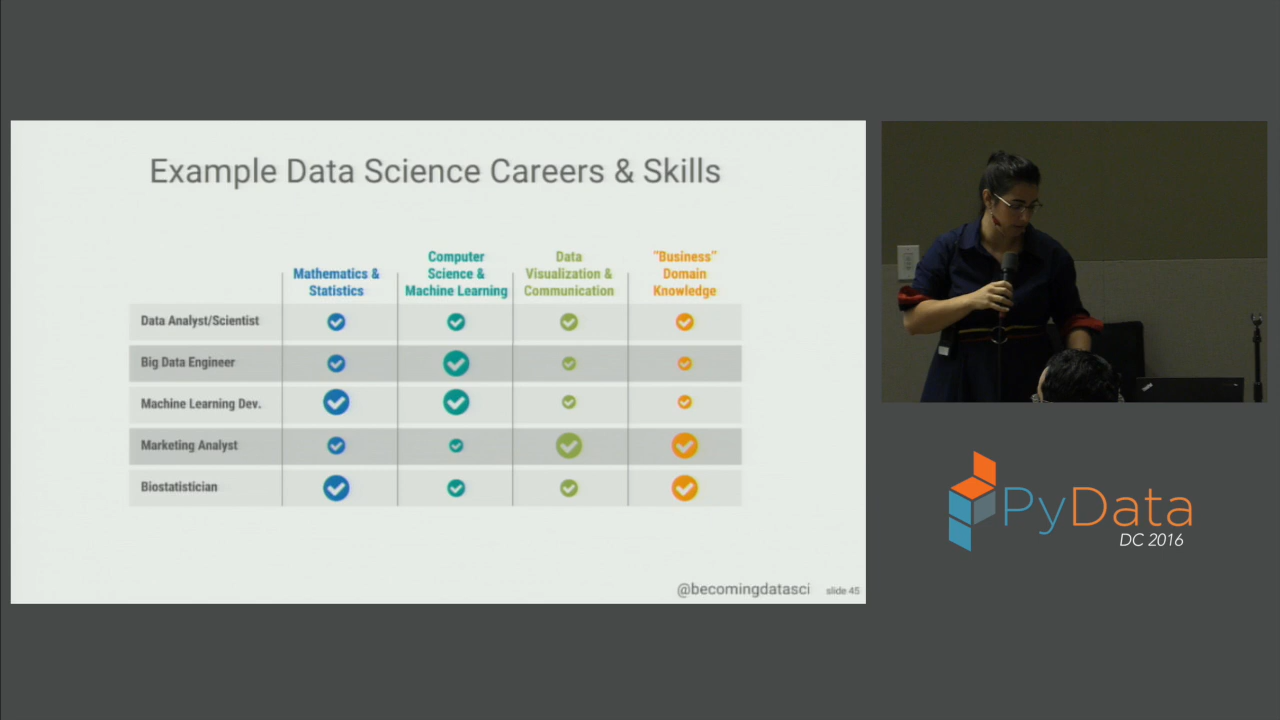 Example Data Science Careers & Skills
Mathematics &
Statistics
Computer
Science &
Machine Learning
Data
Visualization &
Communication
"Business"
Domain
Knowledge
Data Analyst/Scientist
Big Data Engineer
Machine Learning Dev.
Marketing Analyst
Biostatistician
@becomingdatasci
slide 45
PyData
DC 2016